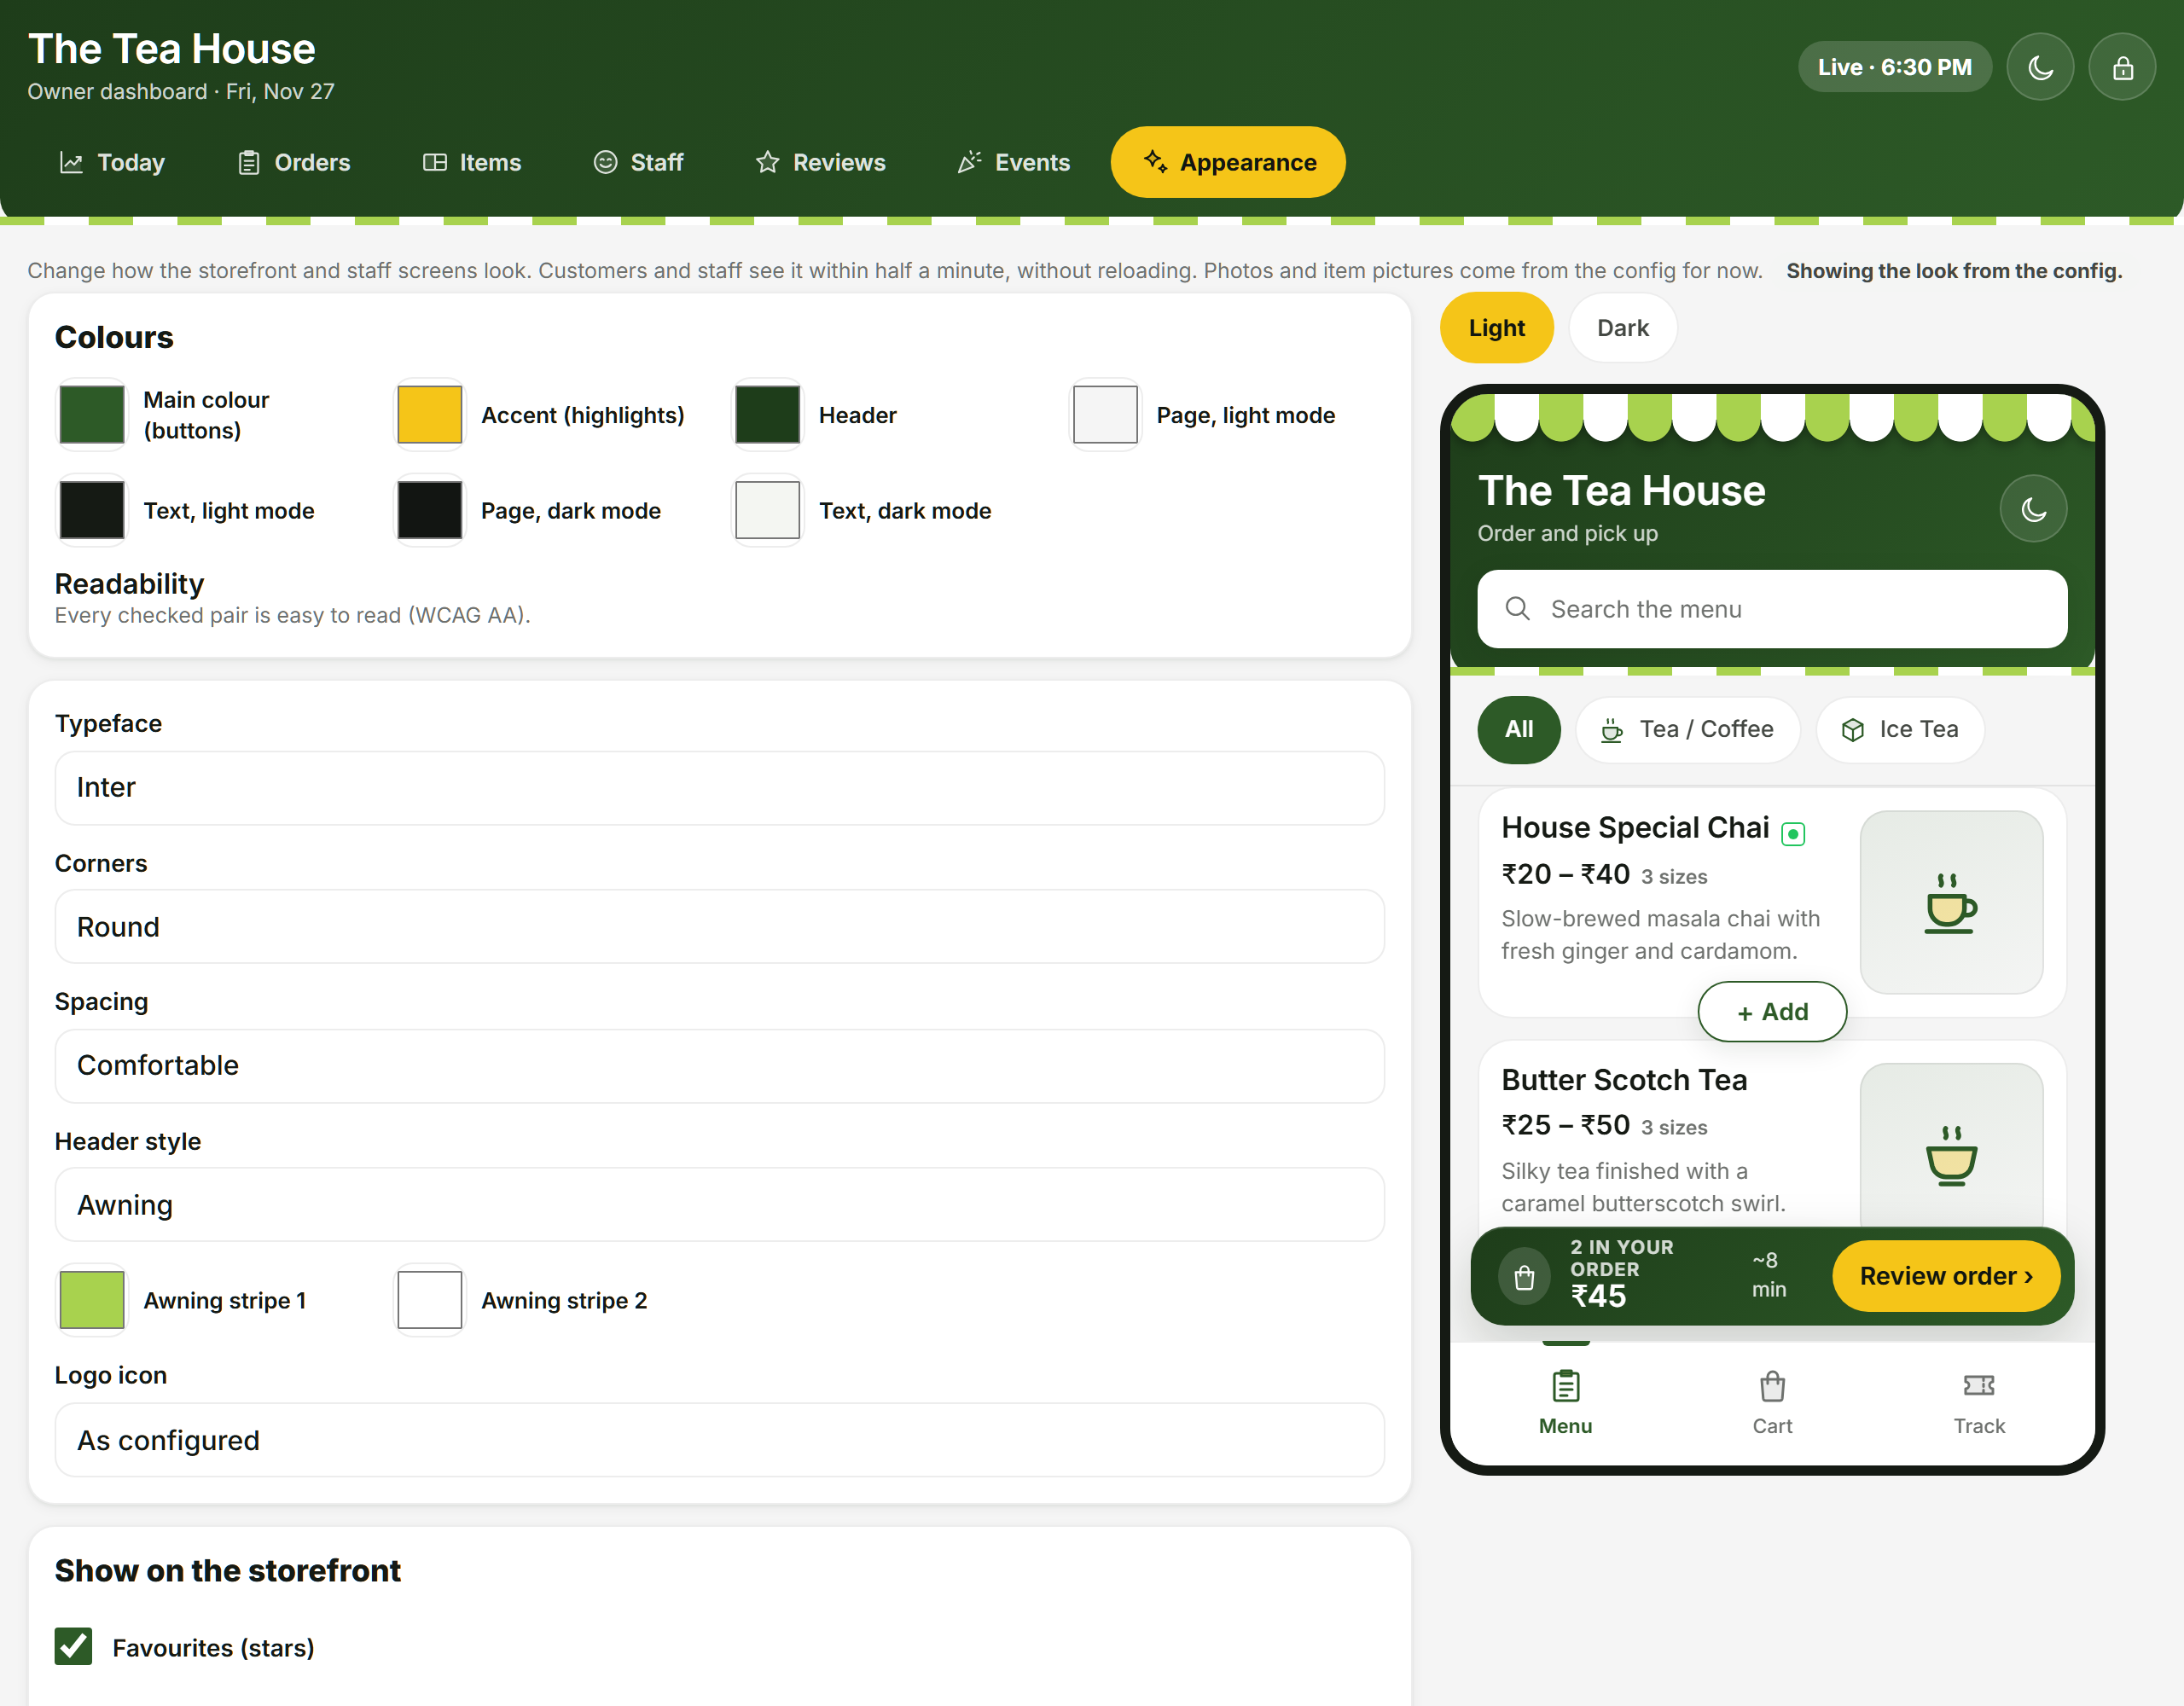 The Tea House
Owner dashboard · Fri, Nov 27
Live · 6:30 PM
Today
Orders
Items
Staff
Reviews
Events
Appearance
Change how the storefront and staff screens look. Customers and staff see it within half a minute, without reloading. Photos and item pictures come from the config for now. Showing the look from the config.
Colours
Main colour
(buttons)
Accent (highlights)
Header
Page, light mode
Text, light mode
Page, dark mode
Text, dark mode
Readability
Every checked pair is easy to read (WCAG AA).
Typeface
Inter
Corners
Round
Spacing
Comfortable
Header style
Awning
Awning stripe 1
Awning stripe 2
Logo icon
As configured
Show on the storefront
Favourites (stars)
Light
Dark
The Tea House
Order and pick up
Search the menu
All
Tea / Coffee
Ice Tea
House Special Chai
₹20 – ₹40 3 sizes
Slow-brewed masala chai with
fresh ginger and cardamom.
+ Add
Butter Scotch Tea
₹25 – ₹50 3 sizes
Silky tea finished with a
caramel butterscotch swirl.
2 IN YOUR
ORDER
₹45
~8
min
Review order ›
Menu
Cart
Track